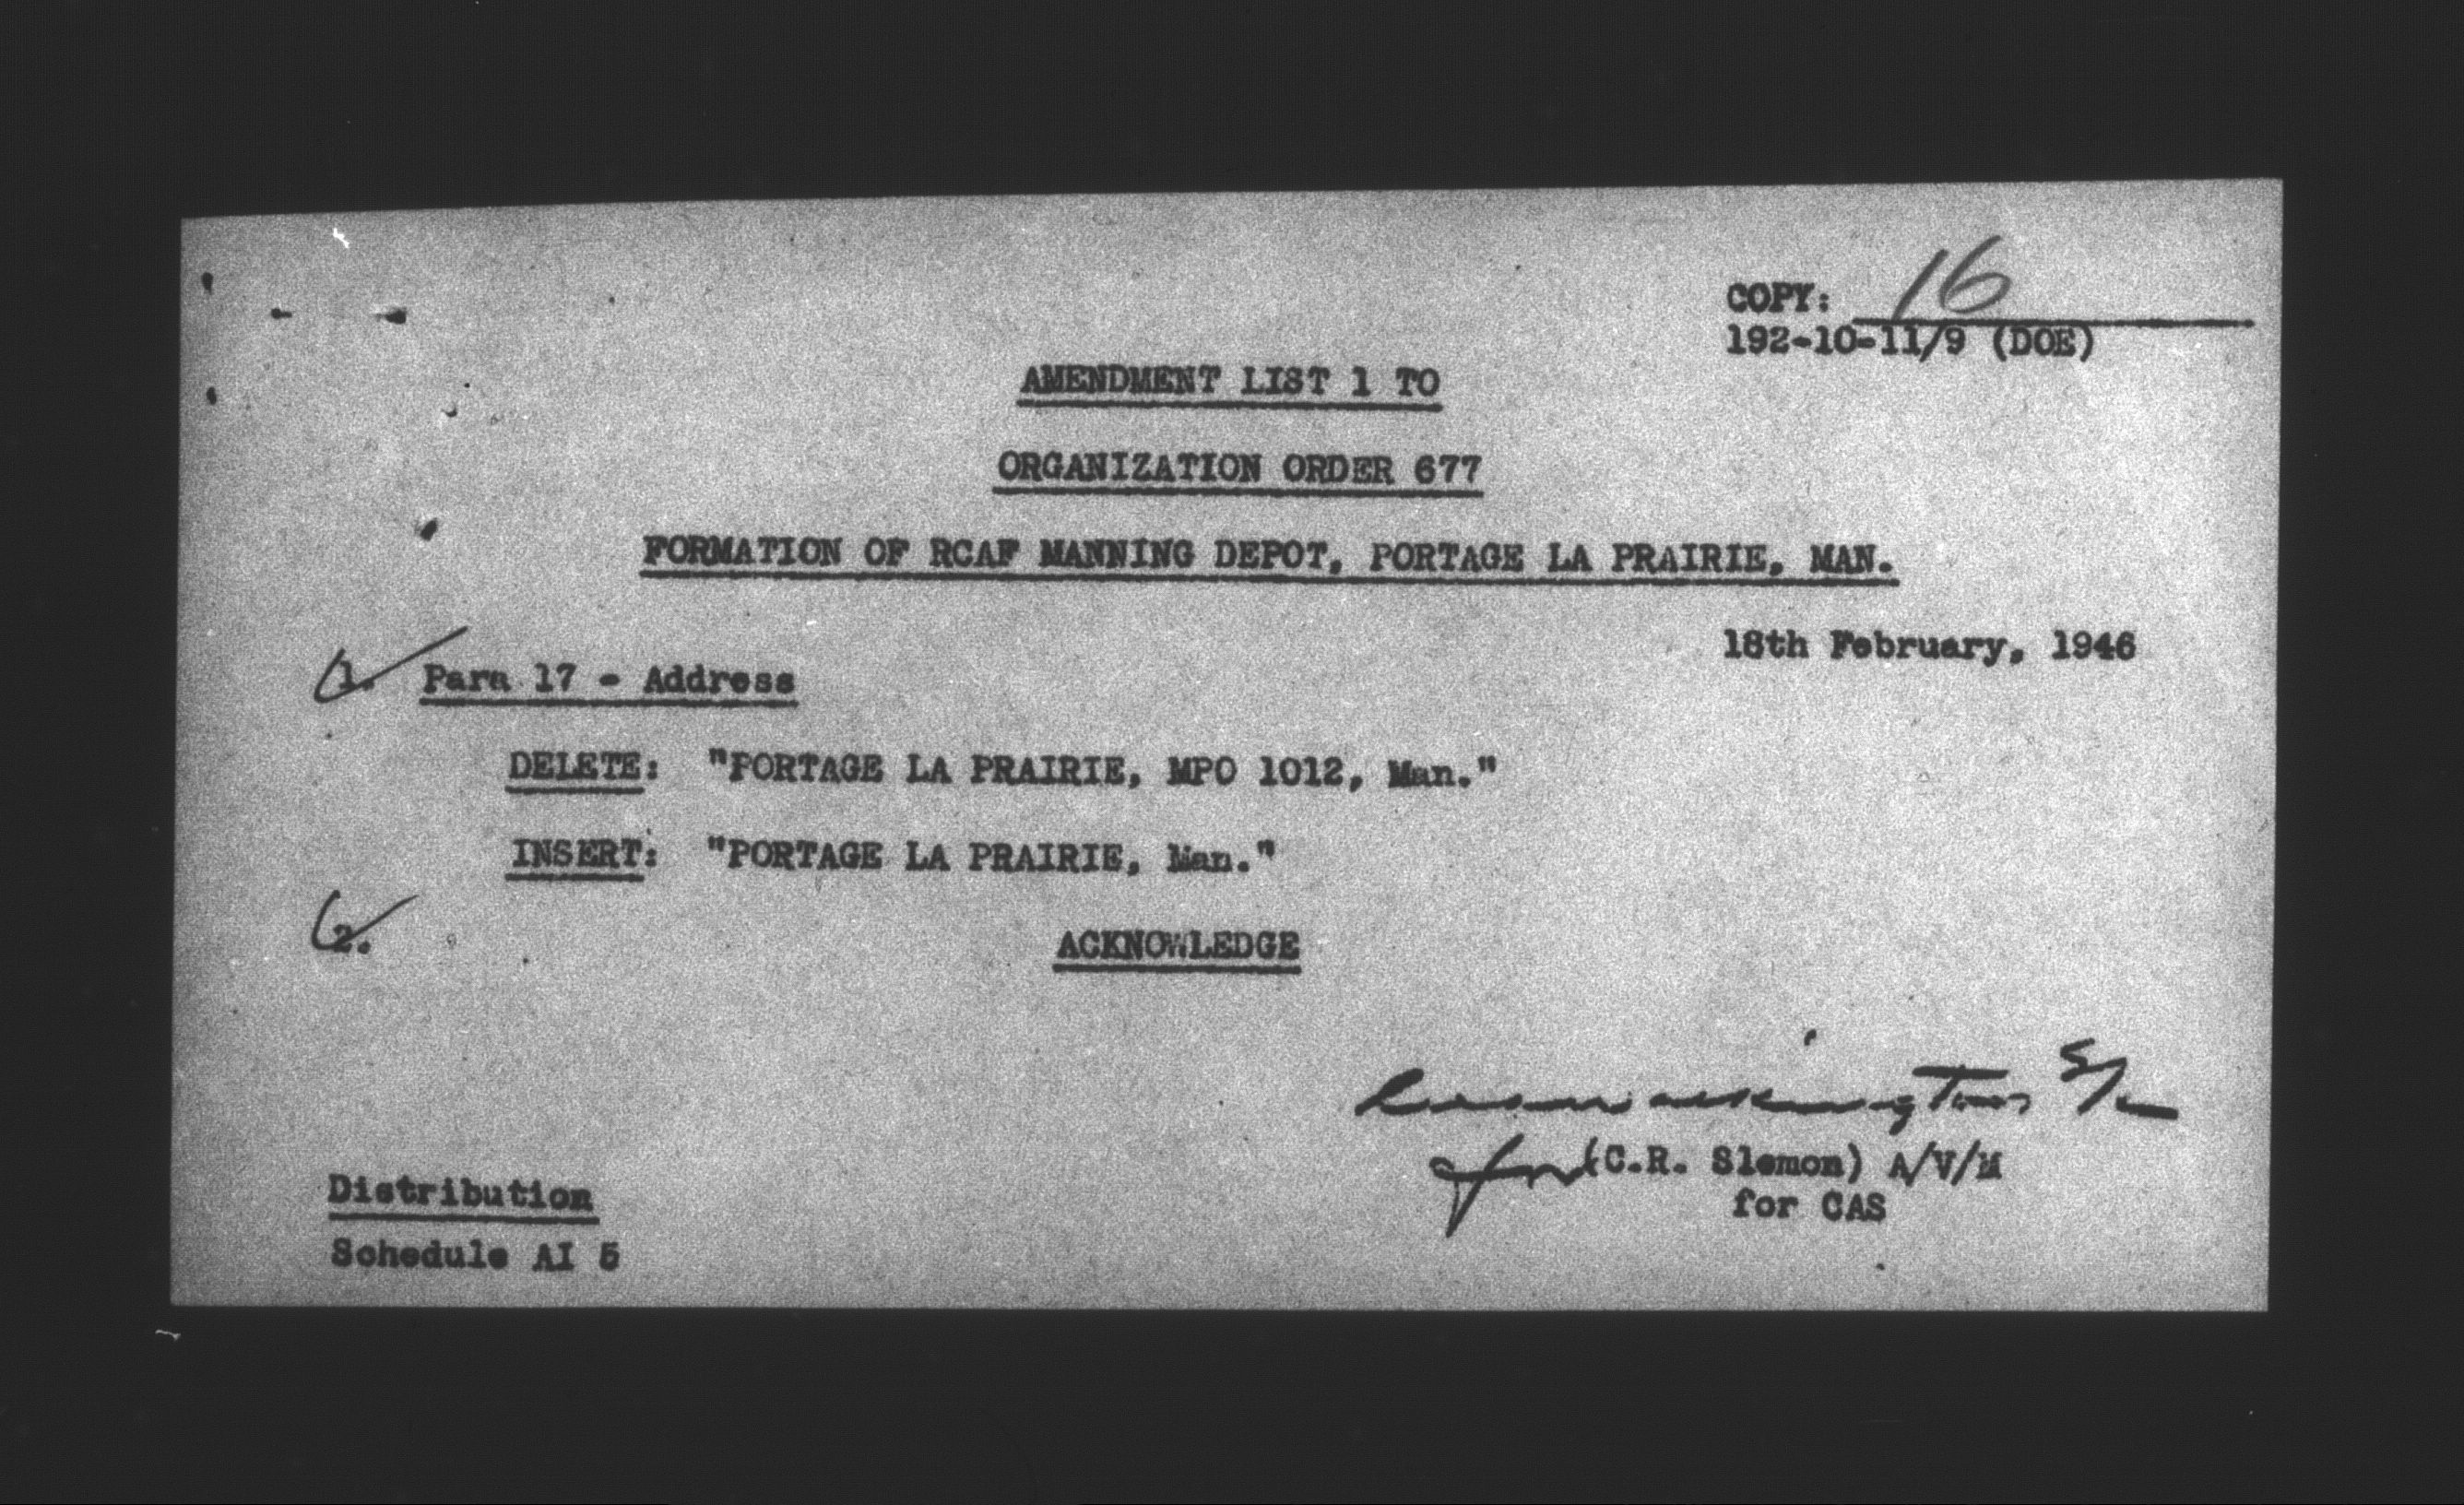 COPY: 16
192-10-11/9 (DOE)
AMENDMENT LIST 1 TO
ORGANIZATION ORDER 677
FORMATION OF RCAF MANNING DEPOT, PORTAGE LA PRAIRIE, MAN.
18th February, 1946
1. Para 17 - Address
DELETE: "PORTAGE LA PRAIRIE, MPO 1012, Man."
INSERT: "PORTAGE LA PRAIRIE, Man."
2. ACKNOWLEDGE
for (C.R. Slemon) A/V/M
for CAS
Distribution
Schedule AI 5